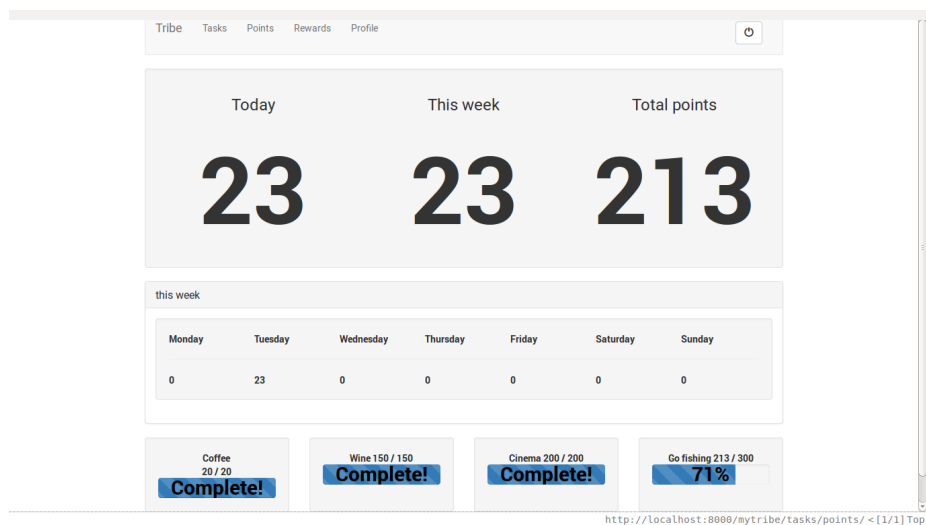 Tribe Tasks Points Rewards Profile
Today This week Total points
23 23 213
this week
Monday Tuesday Wednesday Thursday Friday Saturday Sunday
0 23 0 0 0 0 0
Coffee
20 / 20
Complete!
Wine 150 / 150
Complete!
Cinema 200 / 200
Complete!
Go fishing 213 / 300
71%
http://localhost:8000/mytribe/tasks/points/ <[1/1]Top